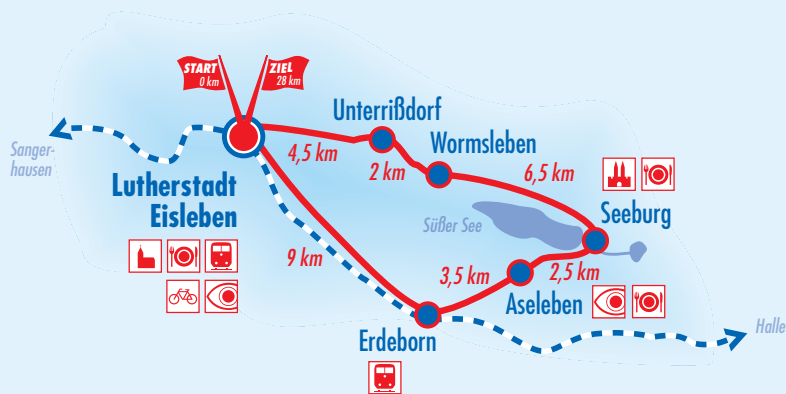 START
0 km
ZIEL
28 km
Unterrißdorf
Wormsleben
4,5 km
2 km
6,5 km
Sanger-
hausen
Lutherstadt
Eisleben
Seeburg
Süßer See
9 km
3,5 km
2,5 km
Aseleben
Erdeborn
Halle